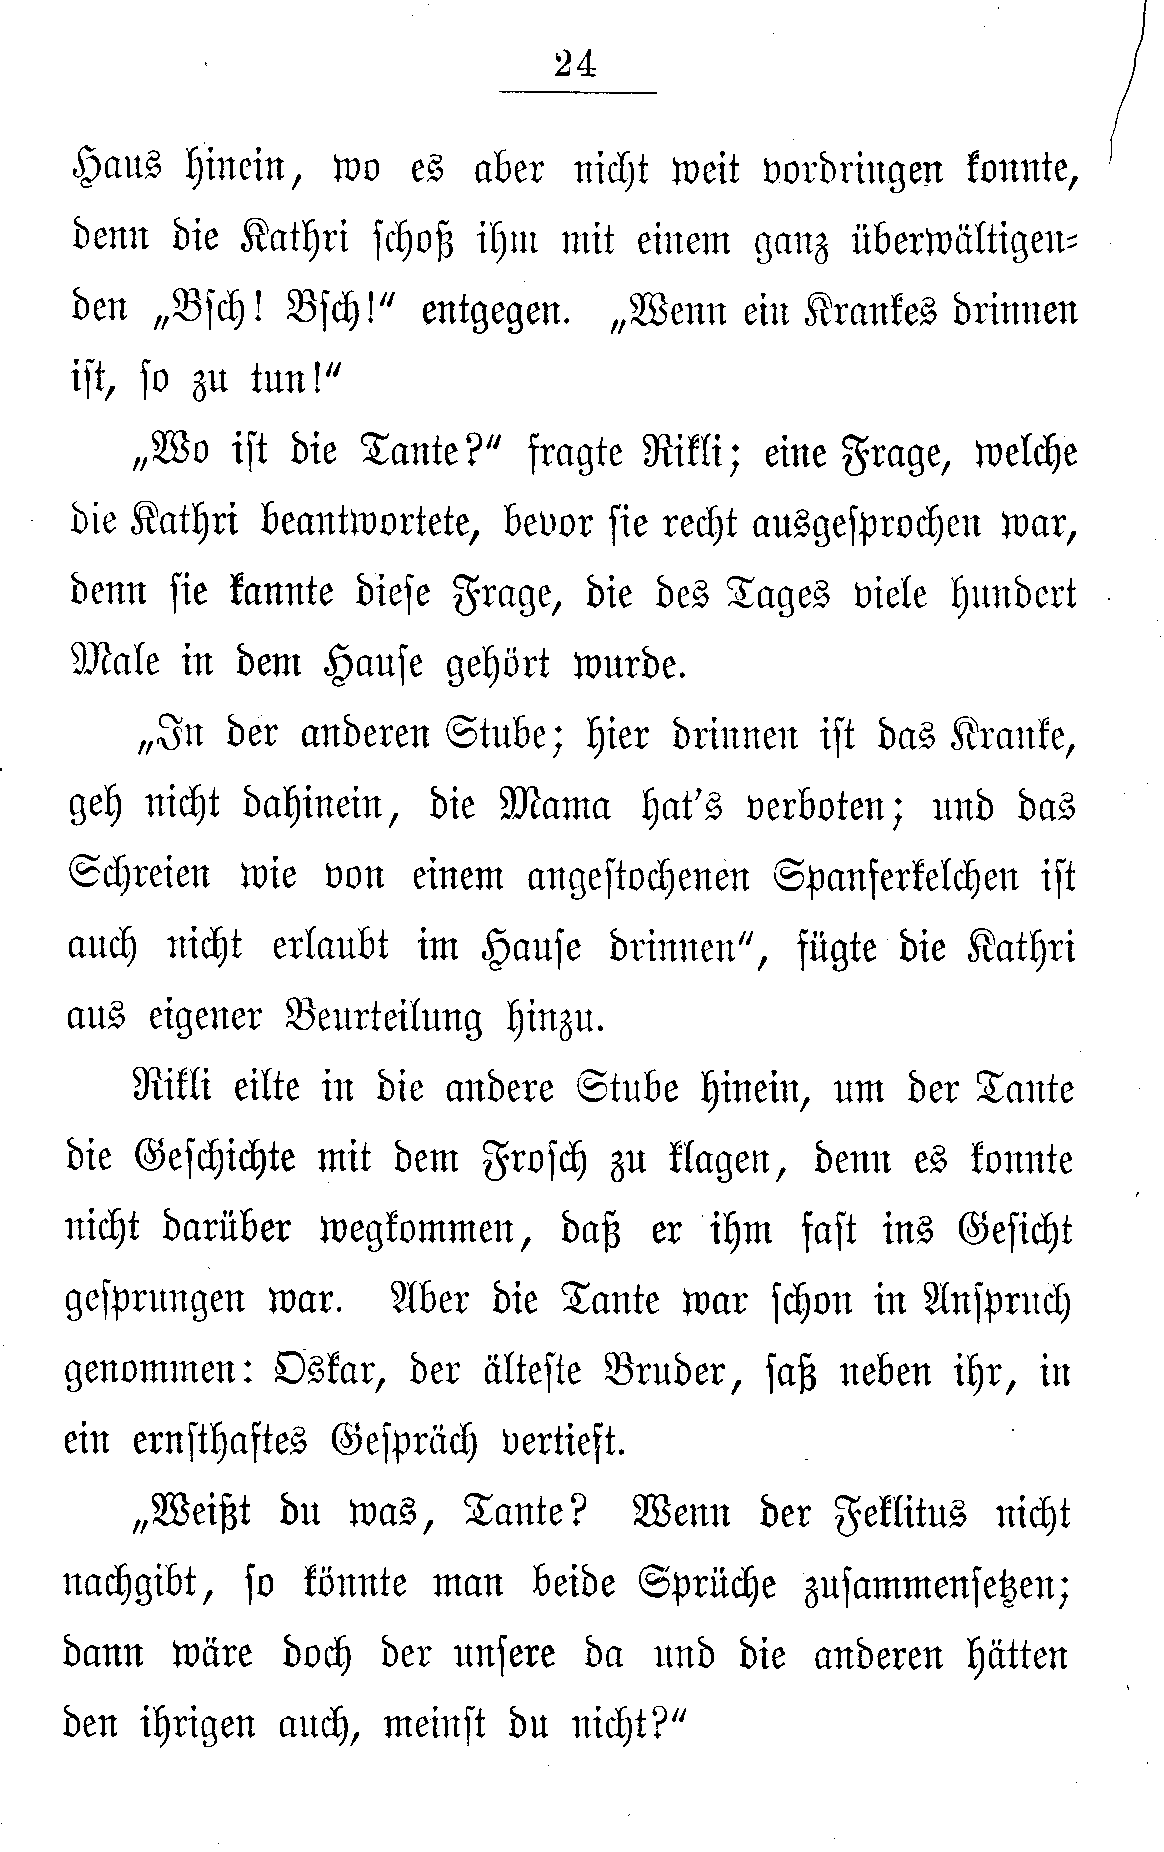 24
Haus hinein, wo es aber nicht weit vordringen konnte,
denn die Kathri schoß ihm mit einem ganz überwältigen⸗
den „Bsch! Bsch!“ entgegen. „Wenn ein Krankes drinnen
ist, so zu tun!“
„Wo ist die Tante?“ fragte Rikli; eine Frage, welche
die Kathri beantwortete, bevor sie recht ausgesprochen war,
denn sie kannte diese Frage, die des Tages viele hundert
Male in dem Hause gehört wurde.
„In der anderen Stube; hier drinnen ist das Kranke,
geh nicht dahinein, die Mama hat's verboten; und das
Schreien wie von einem angestochenen Spanferkelchen ist
auch nicht erlaubt im Hause drinnen“, fügte die Kathri
aus eigener Beurteilung hinzu.
Rikli eilte in die andere Stube hinein, um der Tante
die Geschichte mit dem Frosch zu klagen, denn es konnte
nicht darüber wegkommen, daß er ihm fast ins Gesicht
gesprungen war. Aber die Tante war schon in Anspruch
genommen: Oskar, der älteste Bruder, saß neben ihr, in
ein ernsthaftes Gespräch vertieft.
„Weißt du was, Tante? Wenn der Feklitus nicht
nachgibt, so könnte man beide Sprüche zusammensetzen;
dann wäre doch der unsere da und die anderen hätten
den ihrigen auch, meinst du nicht?“